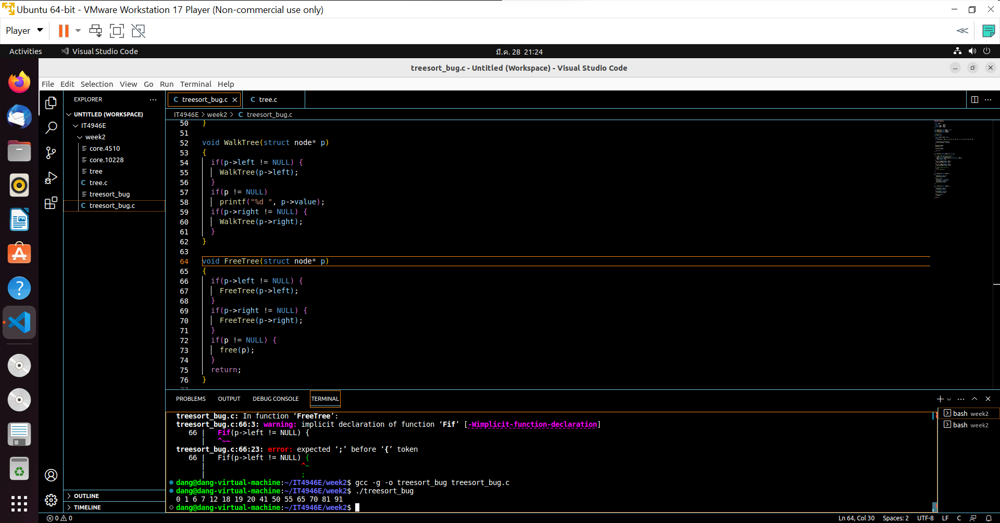 Ubuntu 64-bit - VMware Workstation 17 Player (Non-commercial use only)
Player
Activities
Visual Studio Code
มี.ค. 28 21:24
treesort_bug.c - Untitled (Workspace) - Visual Studio Code
File Edit Selection View Go Run Terminal Help
EXPLORER
UNTITLED (WORKSPACE)
IT4946E
week2
core.4510
core.10228
tree
C tree.c
treesort_bug
C treesort_bug.c
OUTLINE
TIMELINE
C treesort_bug.c
C tree.c
IT4946E > week2 > C treesort_bug.c
50 }
51
52 void WalkTree(struct node* p)
53 {
54 if(p->left != NULL) {
55 WalkTree(p->left);
56 }
57 if(p != NULL)
58 printf("%d ", p->value);
59 if(p->right != NULL) {
60 WalkTree(p->right);
61 }
62 }
63
64 void FreeTree(struct node* p)
65 {
66 if(p->left != NULL) {
67 FreeTree(p->left);
68 }
69 if(p->right != NULL) {
70 FreeTree(p->right);
71 }
72 if(p != NULL) {
73 free(p);
74 }
75 return;
76 }
77
PROBLEMS OUTPUT DEBUG CONSOLE TERMINAL
treesort_bug.c: In function ‘FreeTree’:
treesort_bug.c:66:3: warning: implicit declaration of function ‘Fif’ [-Wimplicit-function-declaration]
66 | Fif(p->left != NULL) {
| ^~~
treesort_bug.c:66:23: error: expected ‘;’ before ‘{’ token
66 | Fif(p->left != NULL) {
| ^~
| ;
dang@dang-virtual-machine:~/IT4946E/week2$ gcc -g -o treesort_bug treesort_bug.c
dang@dang-virtual-machine:~/IT4946E/week2$ ./treesort_bug
0 1 6 7 12 18 19 20 41 50 55 65 70 81 91
dang@dang-virtual-machine:~/IT4946E/week2$
bash week2
bash week2
0 0
Ln 64, Col 30 Spaces: 2 UTF-8 LF C